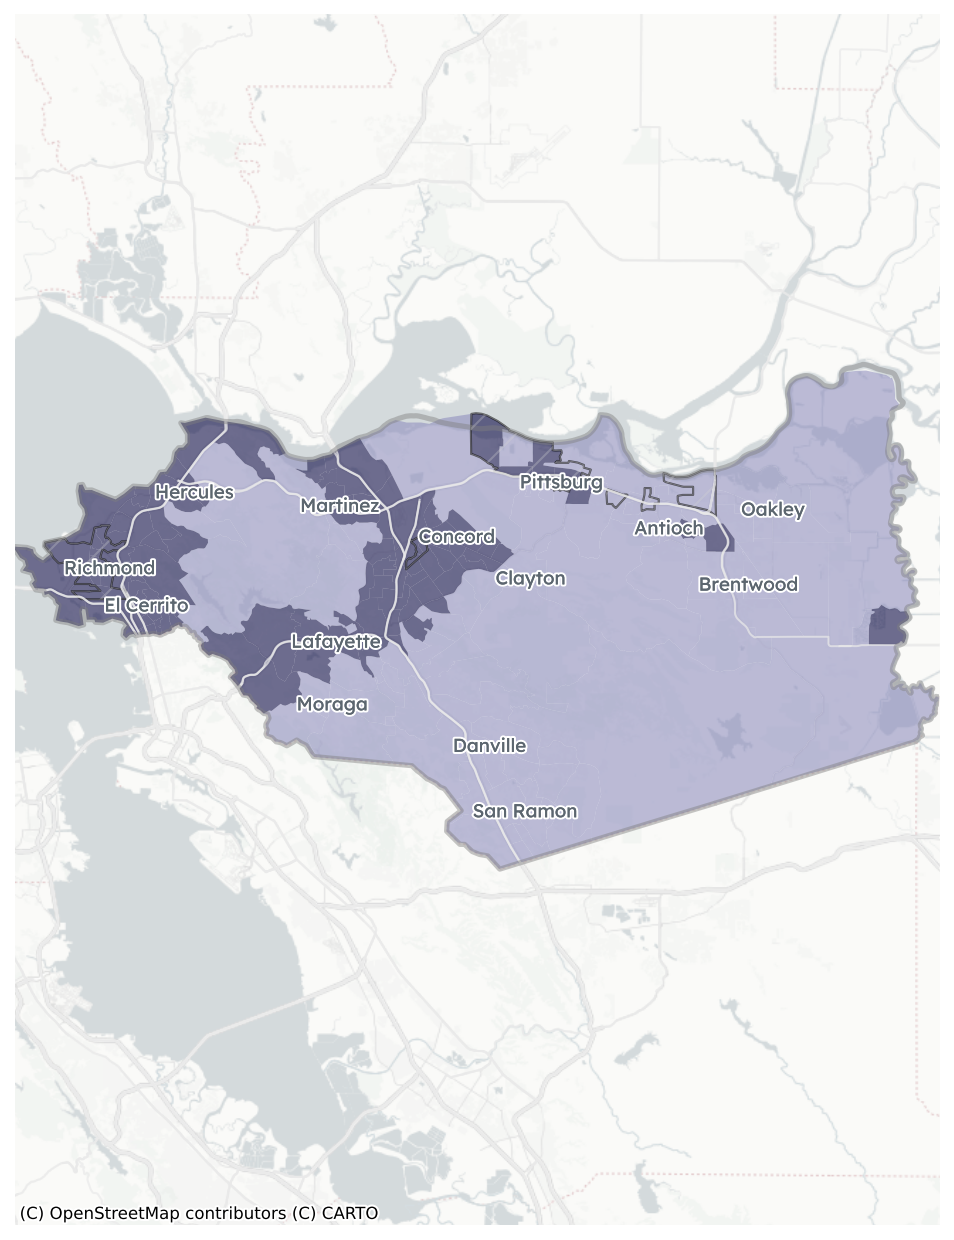 Hercules
Martinez
Pittsburg
Oakley
Antioch
Concord
Richmond
Clayton
Brentwood
El Cerrito
Lafayette
Moraga
Danville
San Ramon
(C) OpenStreetMap contributors (C) CARTO